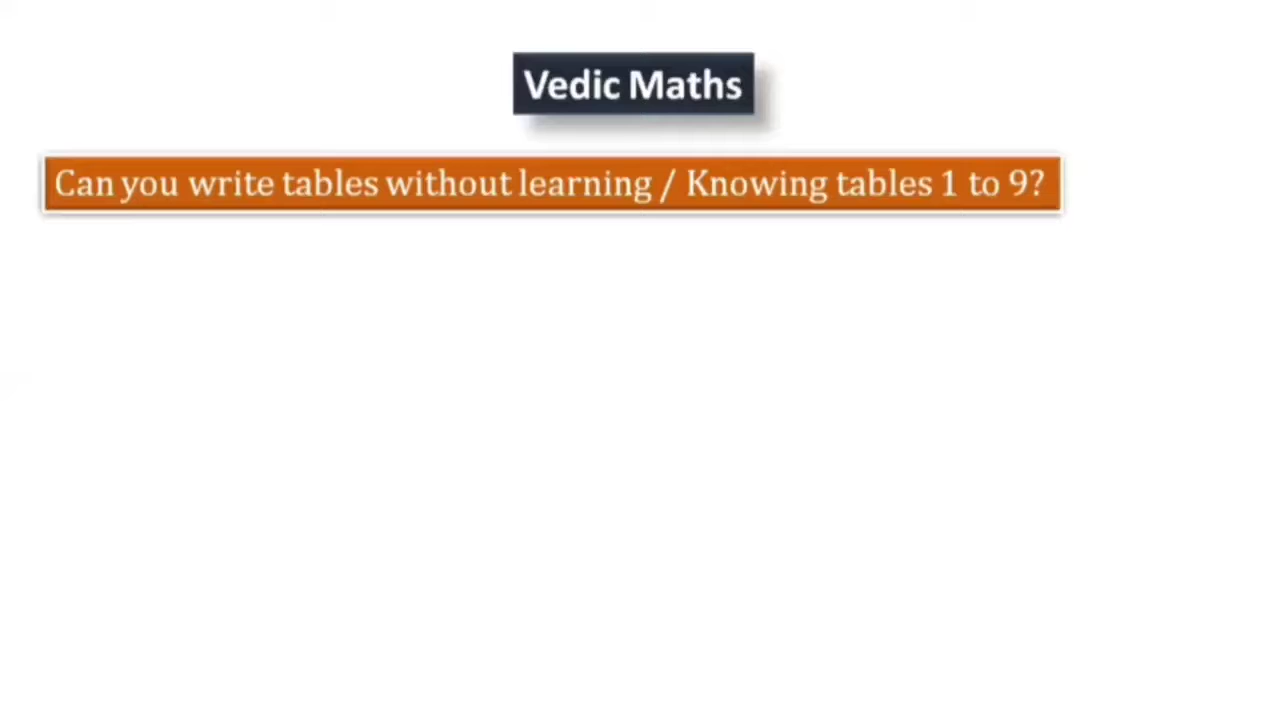 Vedic Maths
Can you write tables without learning / Knowing tables 1 to 9?